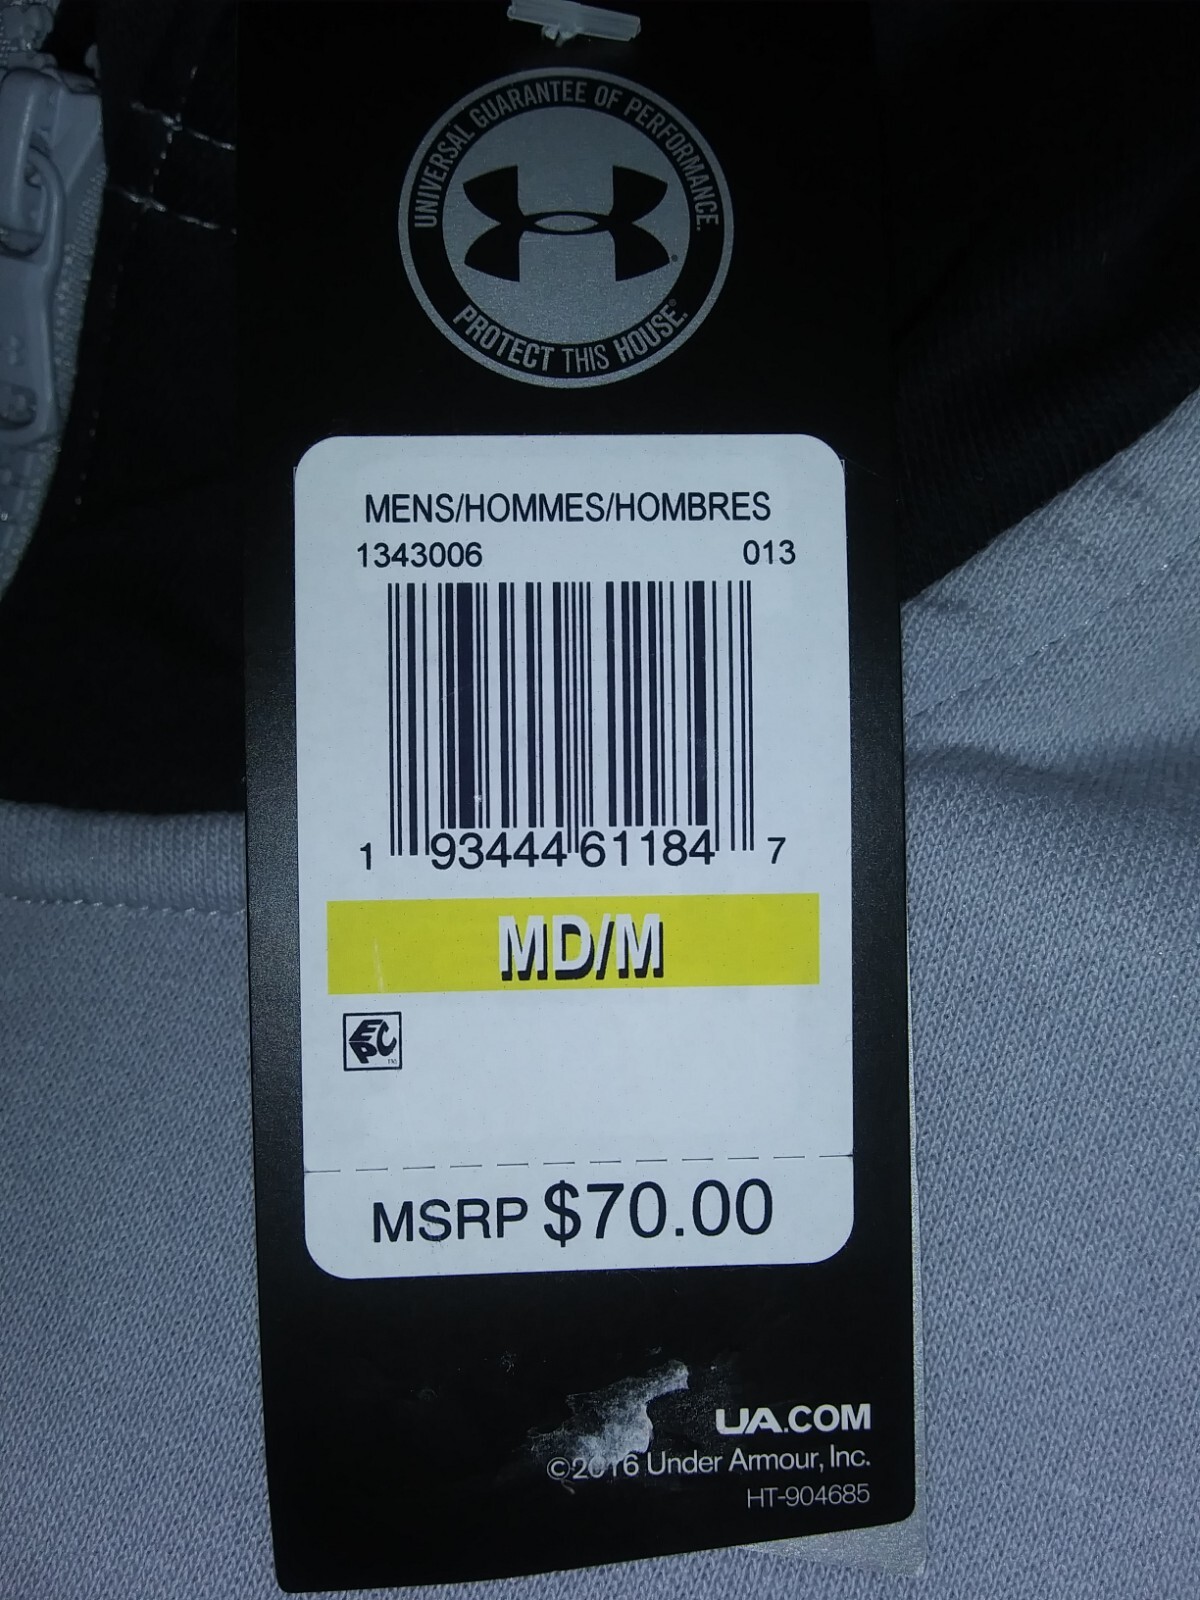 UNIVERSAL GUARANTEE OF PERFORMANCE.
PROTECT THIS HOUSE.®
MENS/HOMMES/HOMBRES
1343006 013
1 93444 61184 7
MD/M
EPC™
MSRP $70.00
UA.COM
©2016 Under Armour, Inc.
HT-904685